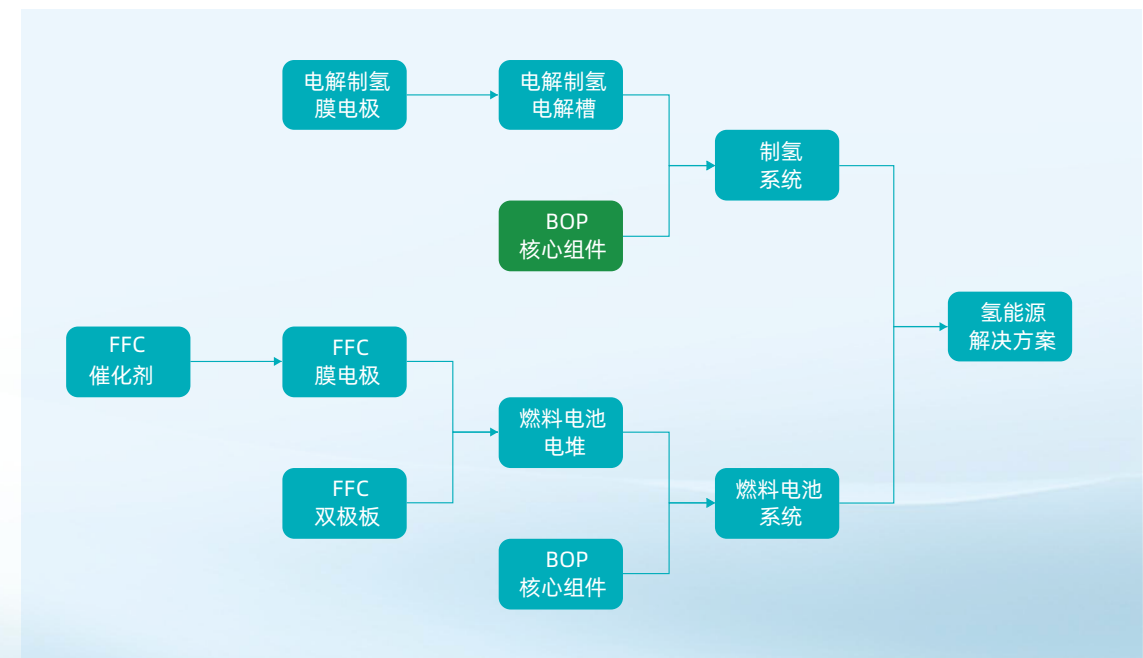 电解制氢
膜电极
电解制氢
电解槽
制氢
系统
BOP
核心组件
氢能源
解决方案
FFC
催化剂
FFC
膜电极
燃料电池
电堆
FFC
双极板
燃料电池
系统
BOP
核心组件